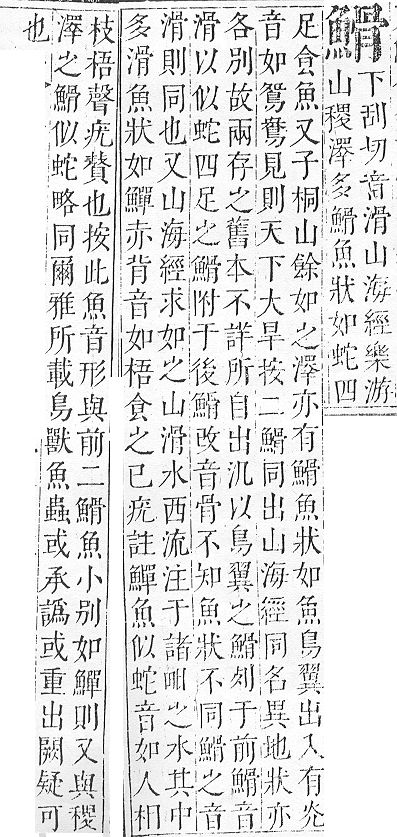 䱻
下刮切音滑山海經樂游
山稷澤多䱻魚狀如蛇四
足食魚又子桐山餘如之澤亦有䱻魚狀如魚鳥翼出入有灮
音如鴛鴦見則天下大旱按二䱻同出山海經同名異地狀亦
各別故兩存之舊本不詳所自出汎以鳥翼之䱻列于前䱻音
滑以似蛇四足之䱻附于後䱻改音骨不知魚狀不同䱻之音
滑則同也又山海經求如之山滑水西流注于諸毗之水其中
多滑魚狀如鱓赤背音如梧食之已疣註鱓魚似蛇音如人相
枝梧聲疣贅也按此魚音形與前二䱻魚小別如鱓則又與稷
澤之䱻似蛇略同爾雅所載鳥獸魚蟲或承譌或重出闕疑可
也